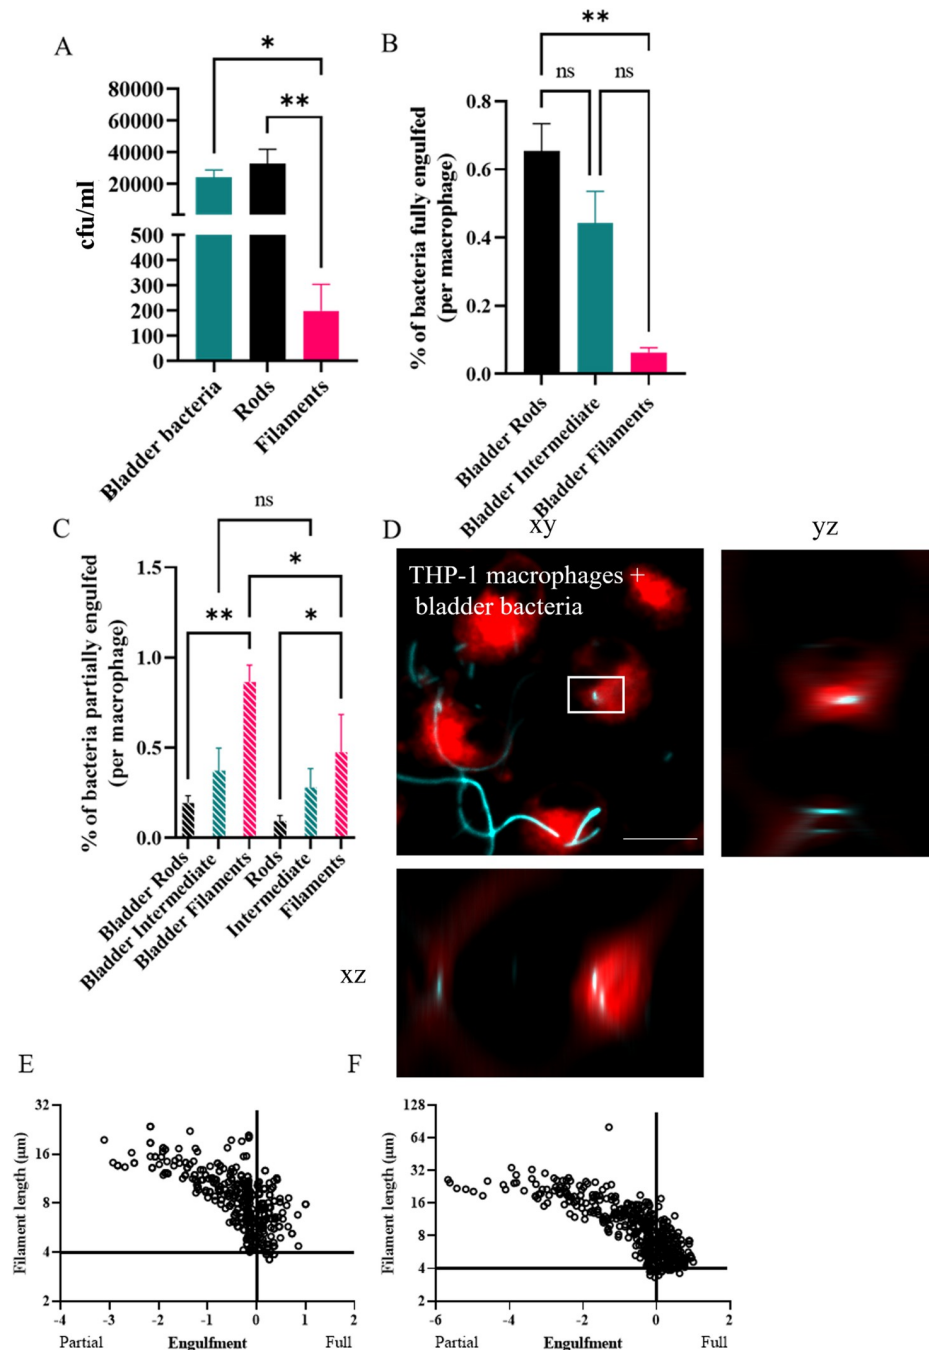 A
*
**
80000
60000
40000
20000
500
400
300
200
100
0
cfu/ml
Bladder bacteria
Rods
Filaments
B
**
ns
ns
0.8
0.6
0.4
0.2
0.0
% of bacteria fully engulfed
(per macrophage)
Bladder Rods
Bladder Intermediate
Bladder Filaments
C
ns
*
**
*
1.5
1.0
0.5
0.0
% of bacteria partially engulfed
(per macrophage)
Bladder Rods
Bladder Intermediate
Bladder Filaments
Rods
Intermediate
Filaments
D
xy
yz
THP-1 macrophages +
bladder bacteria
xz
E
32
16
8
4
2
Filament length (μm)
-4
-3
-2
-1
0
1
2
Partial
Engulfment
Full
F
128
64
32
16
8
4
2
Filament length (μm)
-6
-4
-2
0
2
Partial
Engulfment
Full